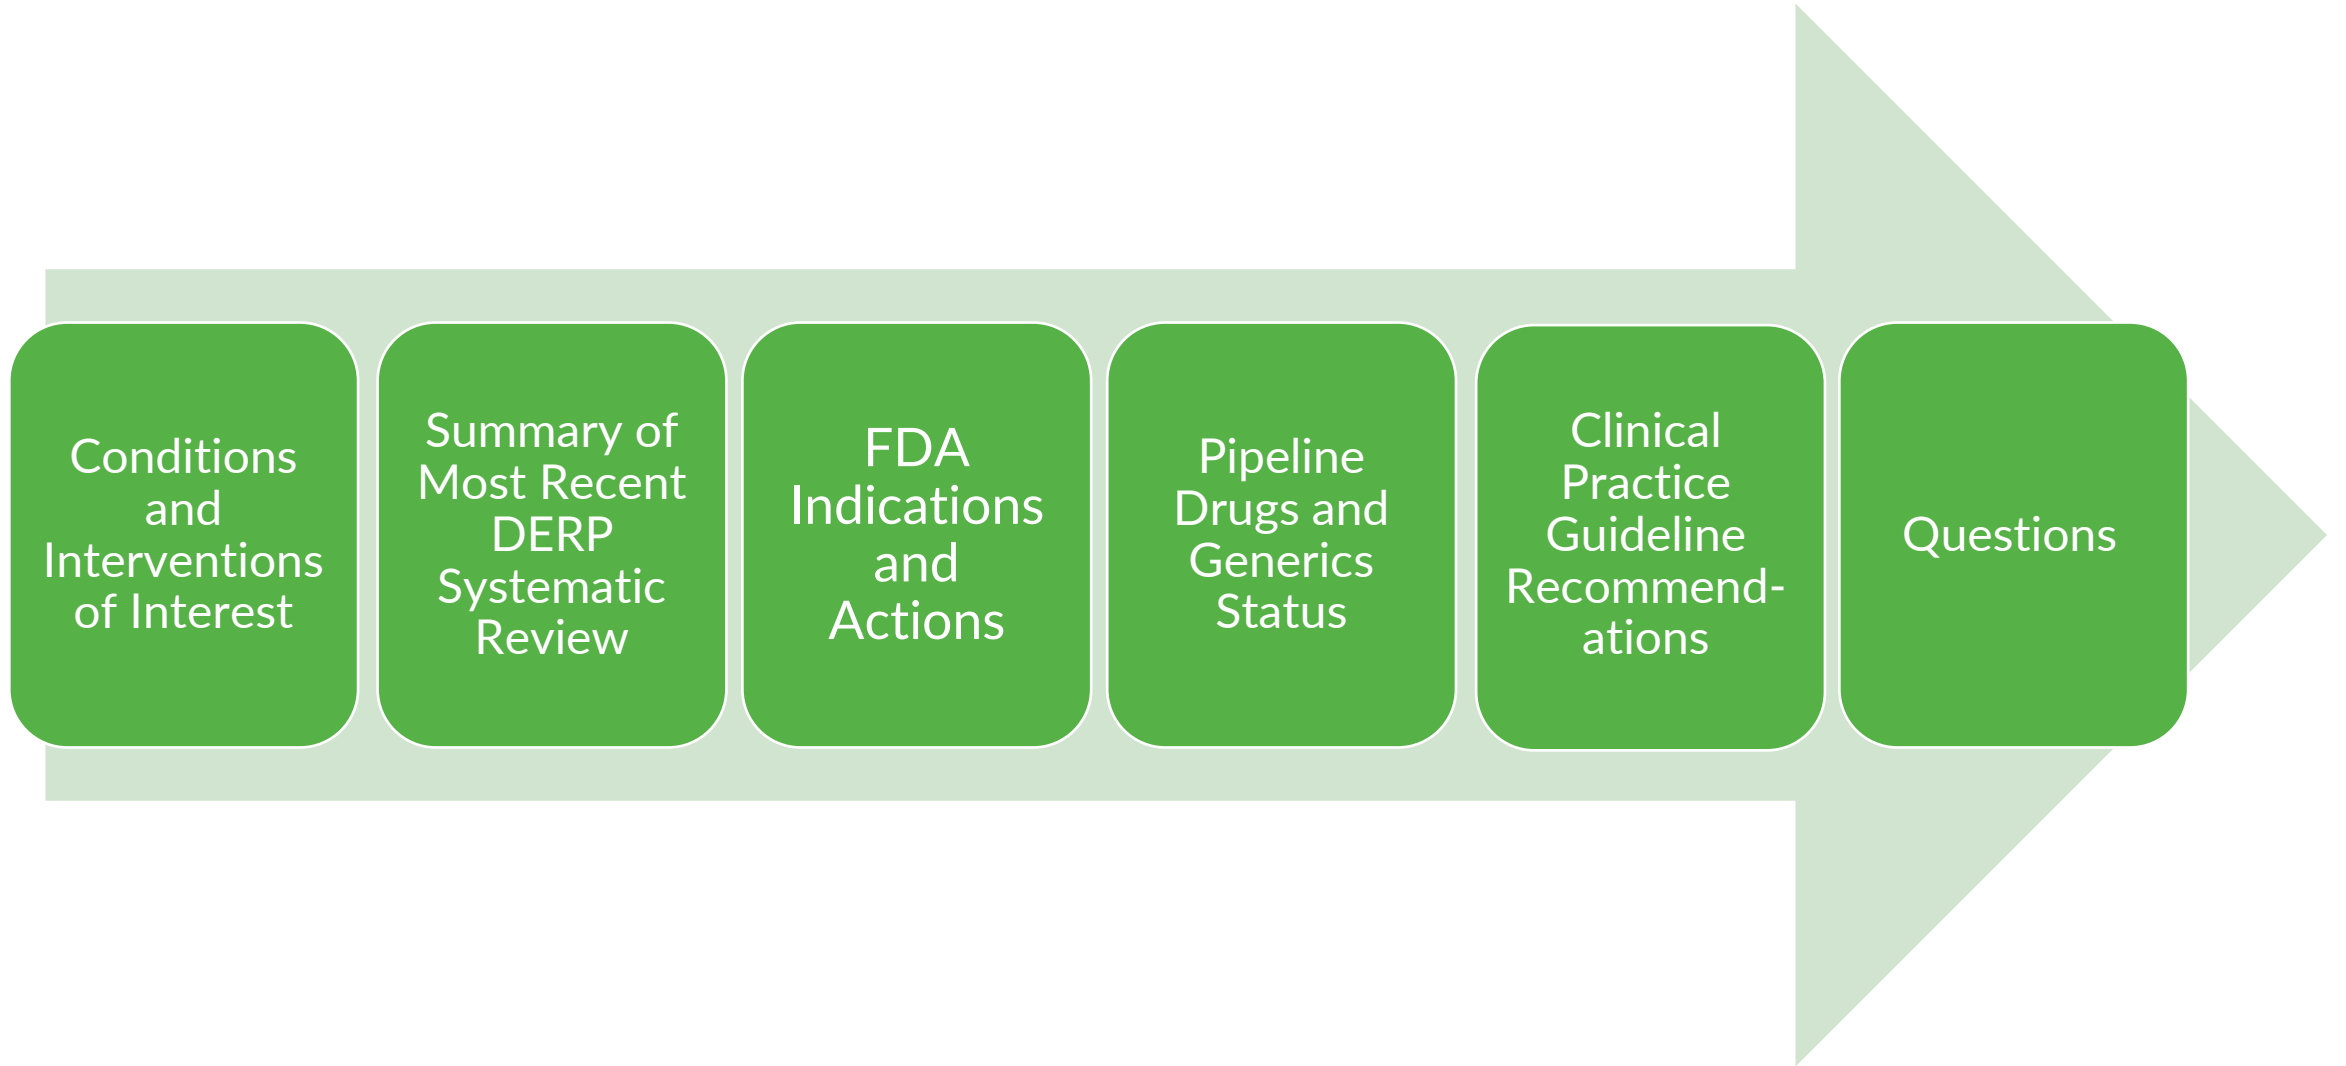 Conditions
and
Interventions
of Interest
Summary of
Most Recent
DERP
Systematic
Review
FDA
Indications
and
Actions
Pipeline
Drugs and
Generics
Status
Clinical
Practice
Guideline
Recommend-
ations
Questions